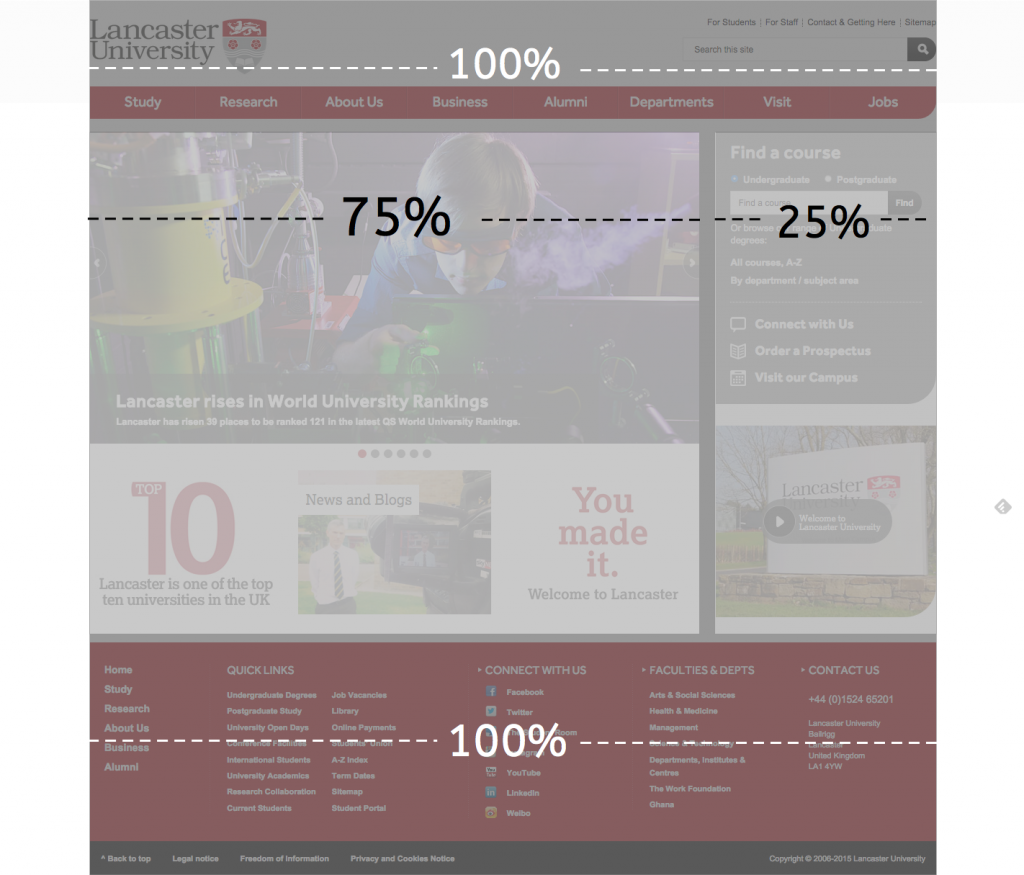 Lancaster
University
For Students | For Staff | Contact & Getting Here | Sitemap
Search this site
100%
Study Research About Us Business Alumni Departments Visit Jobs
75%
25%
Lancaster rises in World University Rankings
Lancaster has risen 39 places to be ranked 121 in the latest QS World University Rankings.
Find a course
Undergraduate Postgraduate
Find a course Find
Or browse
degrees:
All courses, A-Z
By department / subject area
Connect with Us
Order a Prospectus
Visit our Campus
TOP
10
Lancaster is one of the top
ten universities in the UK
News and Blogs
You
made
it.
Welcome to Lancaster
Lancaster
Welcome to
Lancaster University
Home
Study
Research
About Us
Business
Alumni
QUICK LINKS
Undergraduate Degrees
Postgraduate Study
University Open Days
Conference Facilities
International Students
University Academics
Research Collaboration
Current Students
Job Vacancies
Library
Online Payments
Students' Union
A-Z Index
Term Dates
Sitemap
Student Portal
100%
CONNECT WITH US
Facebook
Twitter
YouTube
LinkedIn
Weibo
FACULTIES & DEPTS
Arts & Social Sciences
Health & Medicine
Management
Science & Technology
Departments, Institutes &
Centres
The Work Foundation
Ghana
CONTACT US
+44 (0)1524 65201
Lancaster University
Bailrigg
Lancaster
United Kingdom
LA1 4YW
^ Back to top Legal notice Freedom of Information Privacy and Cookies Notice
Copyright © 2006-2015 Lancaster University